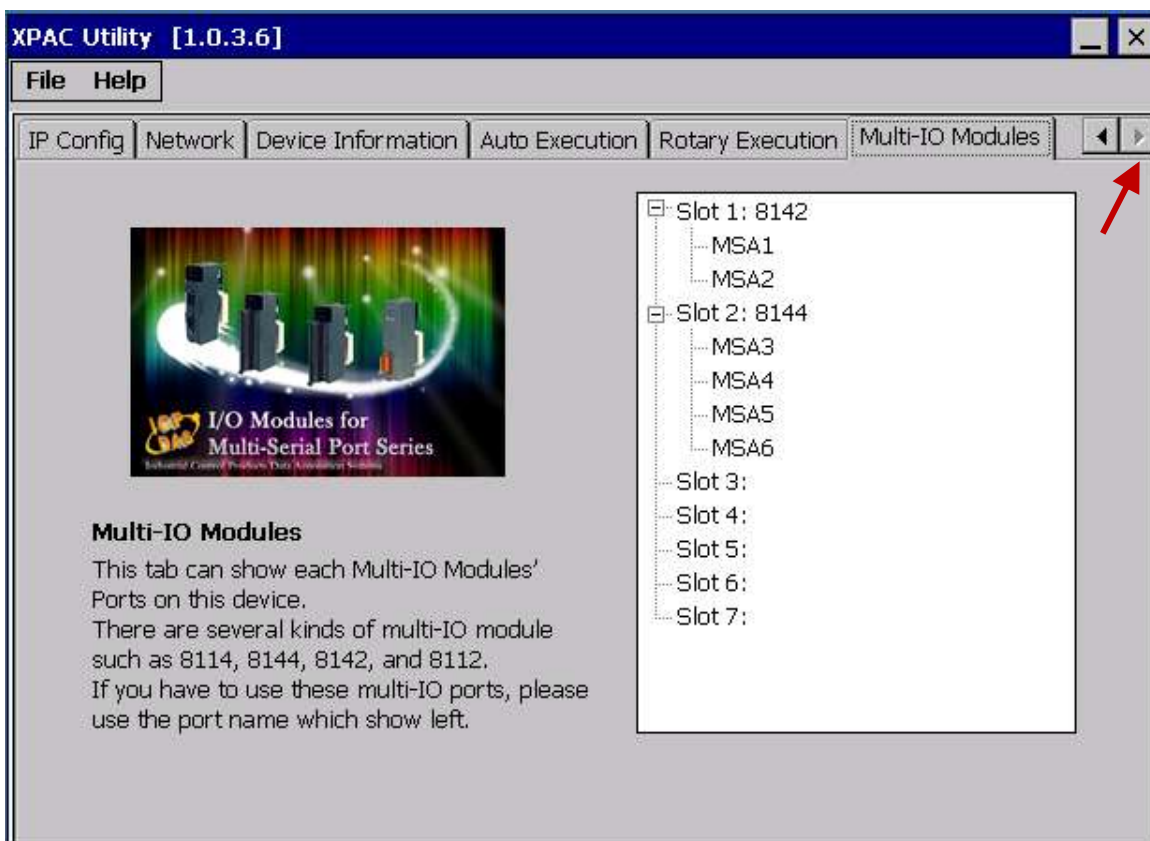 XPAC Utility [1.0.3.6]
File Help
IP Config Network Device Information Auto Execution Rotary Execution Multi-IO Modules
I/O Modules for
Multi-Serial Port Series
Multi-IO Modules
This tab can show each Multi-IO Modules'
Ports on this device.
There are several kinds of multi-IO module
such as 8114, 8144, 8142, and 8112.
If you have to use these multi-IO ports, please
use the port name which show left.
Slot 1: 8142
MSA1
MSA2
Slot 2: 8144
MSA3
MSA4
MSA5
MSA6
Slot 3:
Slot 4:
Slot 5:
Slot 6:
Slot 7: